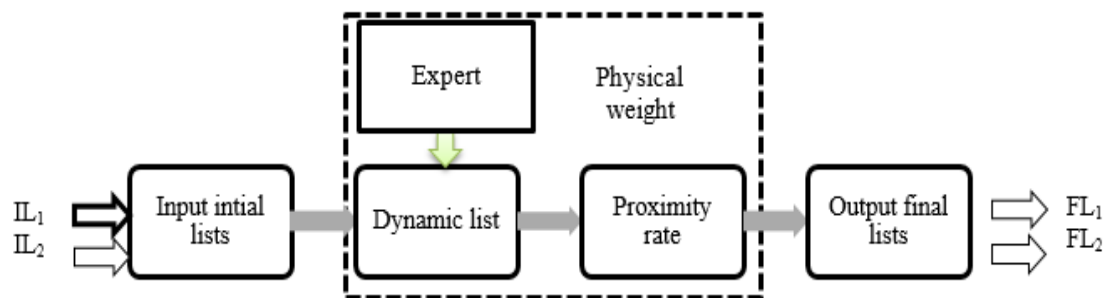 Expert
Physical
weight
IL₁
IL₂
Input intial
lists
Dynamic list
Proximity
rate
Output final
lists
FL₁
FL₂